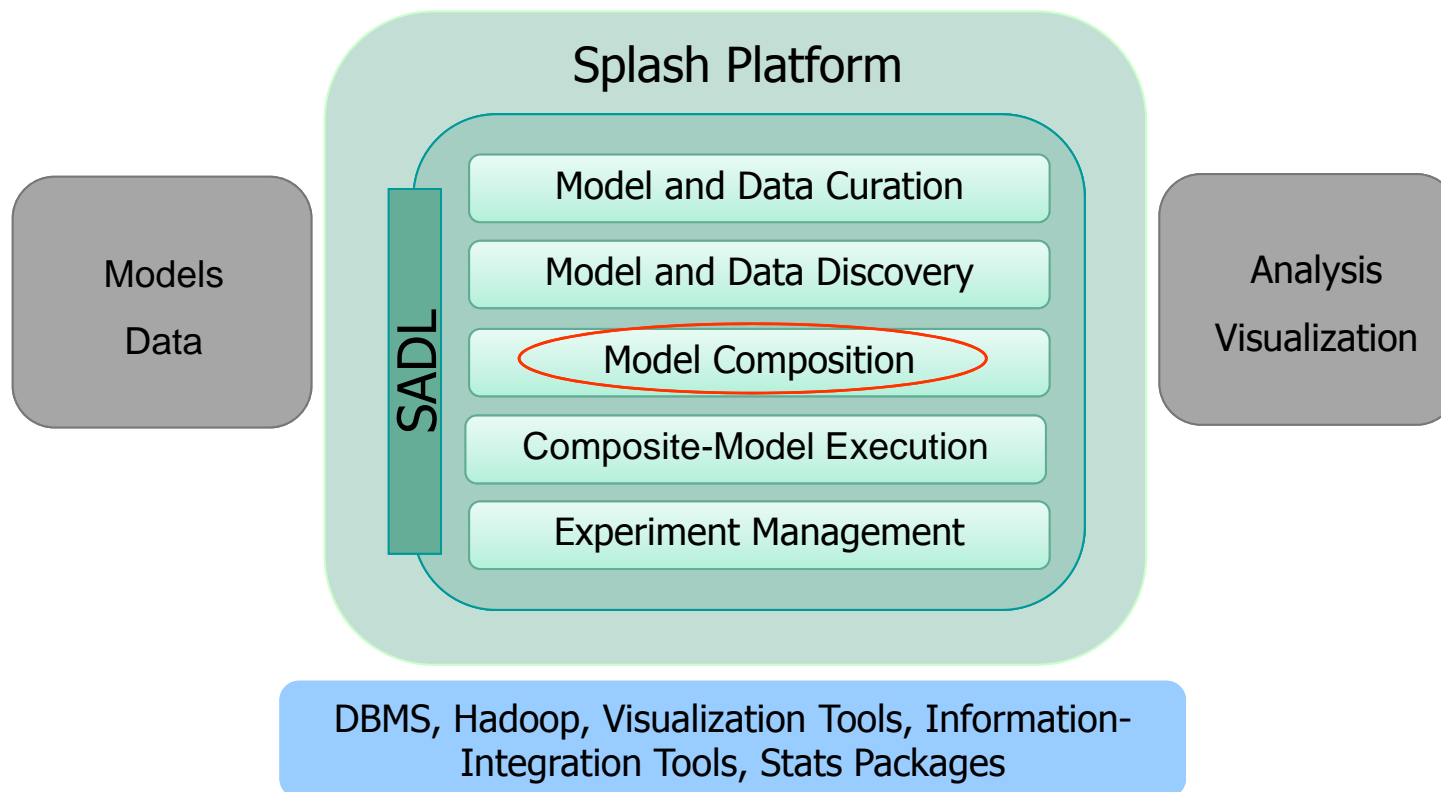 Splash Platform
Models
Data
SADL
Model and Data Curation
Model and Data Discovery
Model Composition
Composite-Model Execution
Experiment Management
Analysis
Visualization
DBMS, Hadoop, Visualization Tools, Information-
Integration Tools, Stats Packages